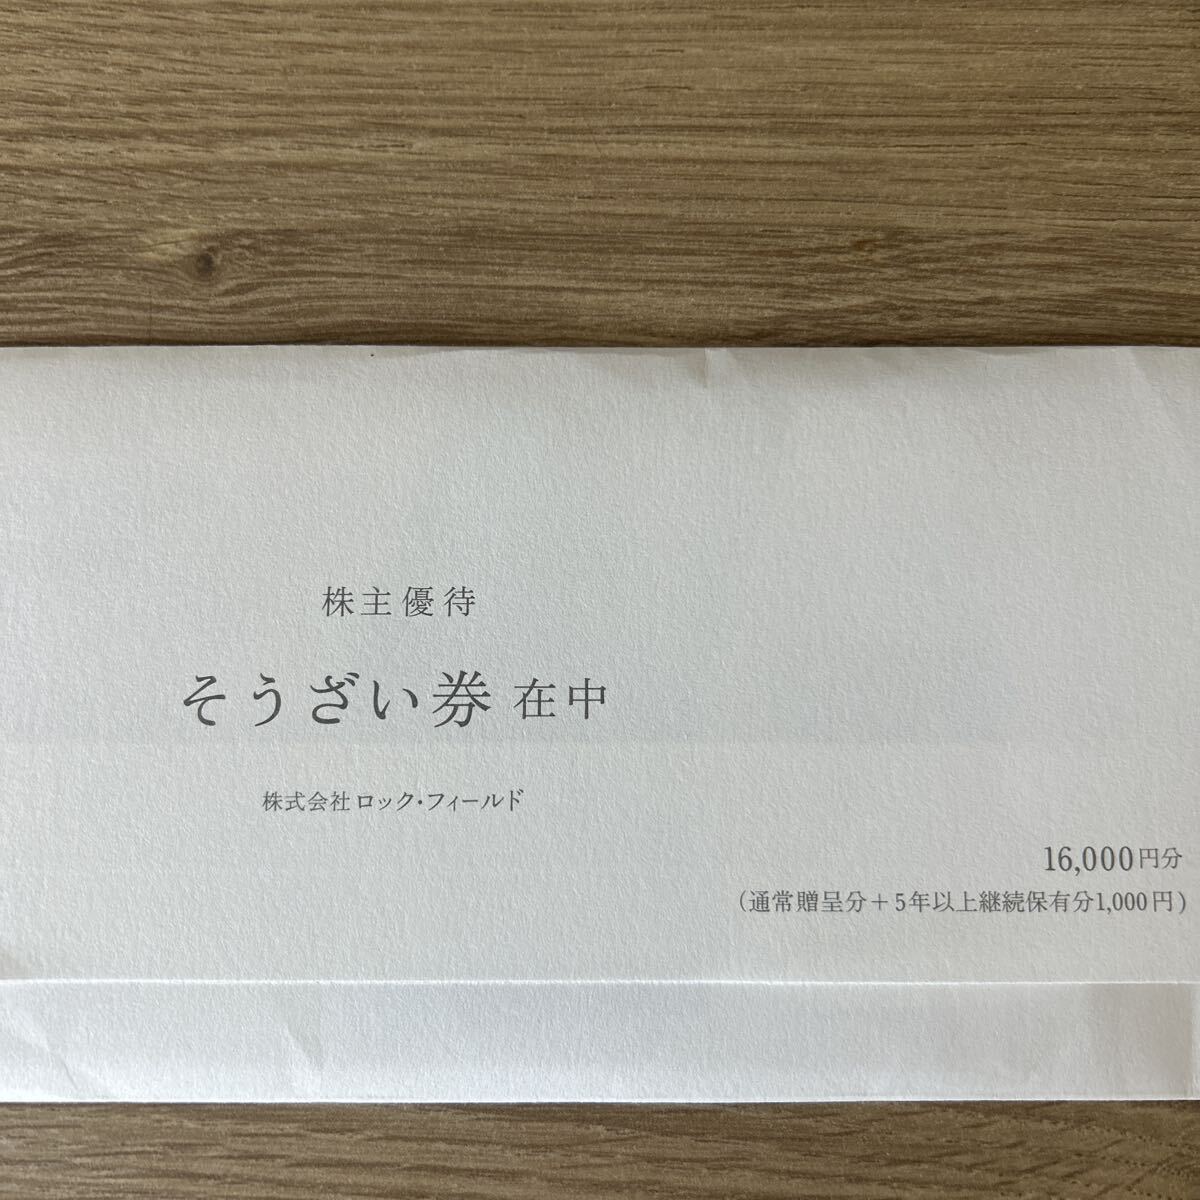 株主優待
そうざい券 在中
株式会社 ロック・フィールド
16,000円分
(通常贈呈分＋5年以上継続保有分1,000円)